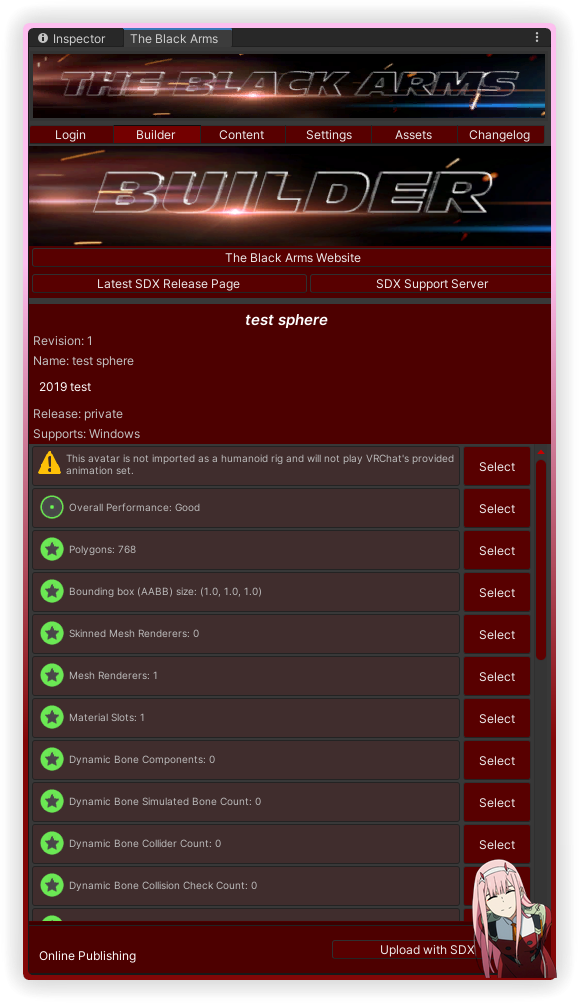 Inspector
The Black Arms
THE BLACK ARMS
Login
Builder
Content
Settings
Assets
Changelog
BUILDER
The Black Arms Website
Latest SDX Release Page
SDX Support Server
test sphere
Revision: 1
Name: test sphere
2019 test
Release: private
Supports: Windows
This avatar is not imported as a humanoid rig and will not play VRChat's provided
animation set.
Select
Overall Performance: Good
Select
Polygons: 768
Select
Bounding box (AABB) size: (1.0, 1.0, 1.0)
Select
Skinned Mesh Renderers: 0
Select
Mesh Renderers: 1
Select
Material Slots: 1
Select
Dynamic Bone Components: 0
Select
Dynamic Bone Simulated Bone Count: 0
Select
Dynamic Bone Collider Count: 0
Select
Dynamic Bone Collision Check Count: 0
Online Publishing
Upload with SDX